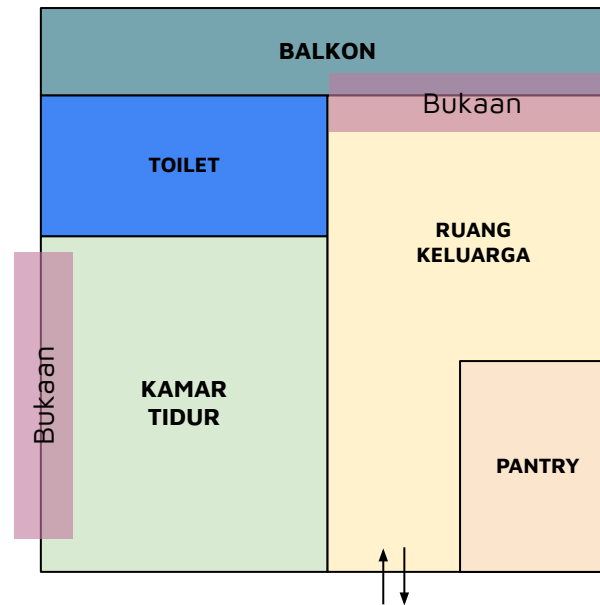 BALKON
Bukaan
TOILET
RUANG
KELUARGA
Bukaan
KAMAR
TIDUR
PANTRY